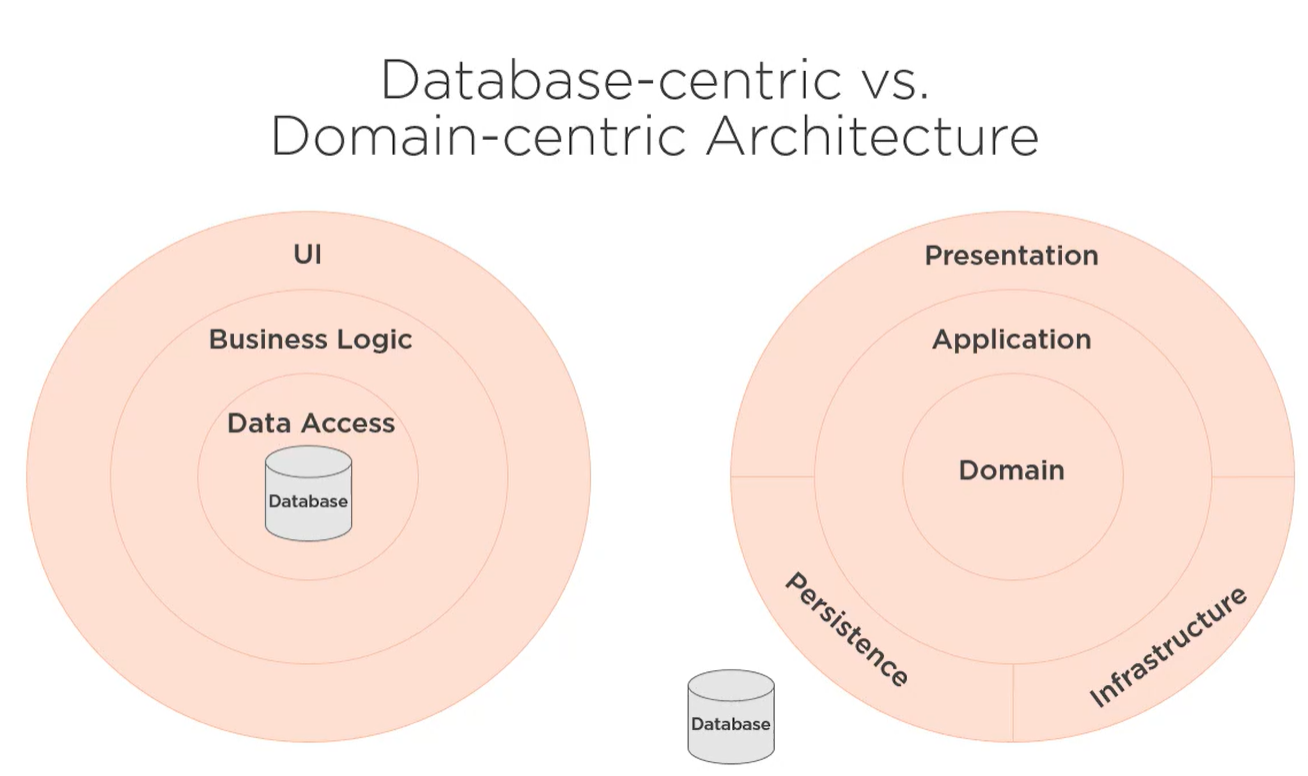 Database-centric vs.
Domain-centric Architecture
UI
Business Logic
Data Access
Database
Presentation
Application
Domain
Persistence
Infrastructure
Database